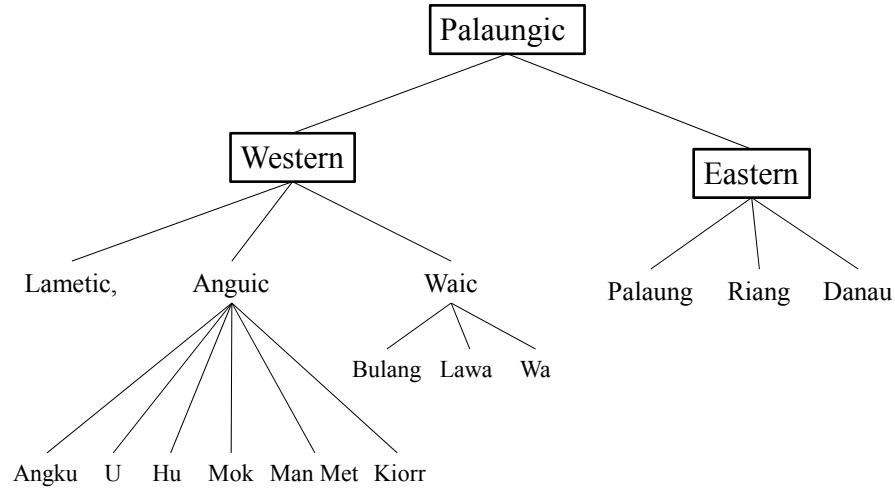 Palaungic
Western
Eastern
Lametic, Anguic Waic
Palaung Riang Danau
Bulang Lawa Wa
Angku U Hu Mok Man Met Kiorr